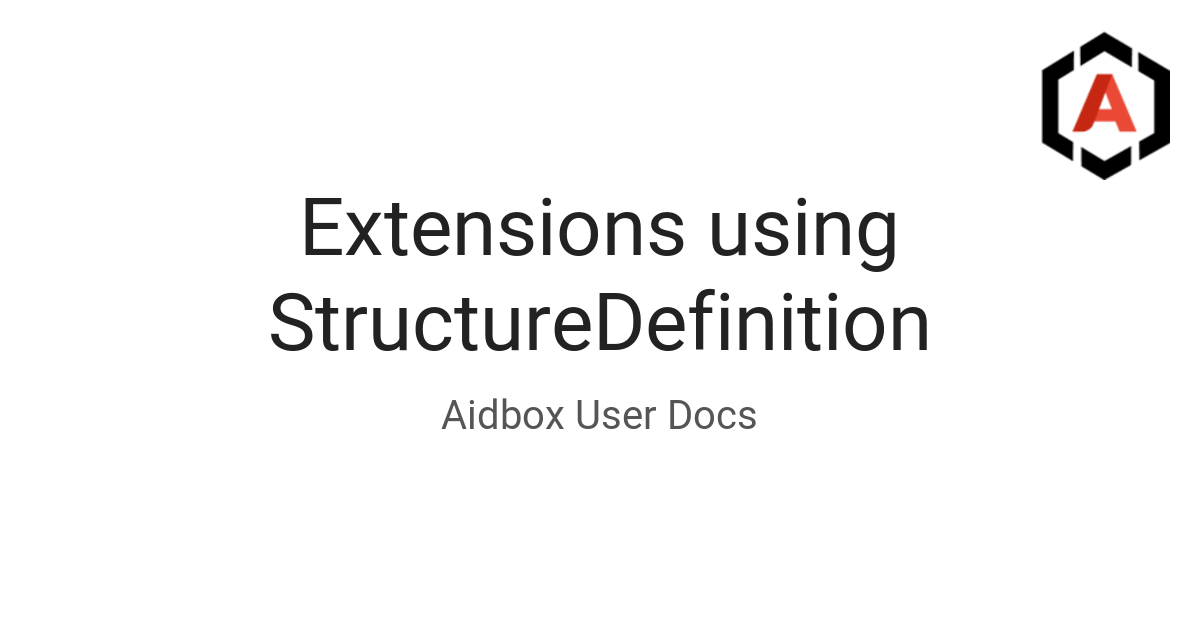 A
Extensions using
StructureDefinition
Aidbox User Docs